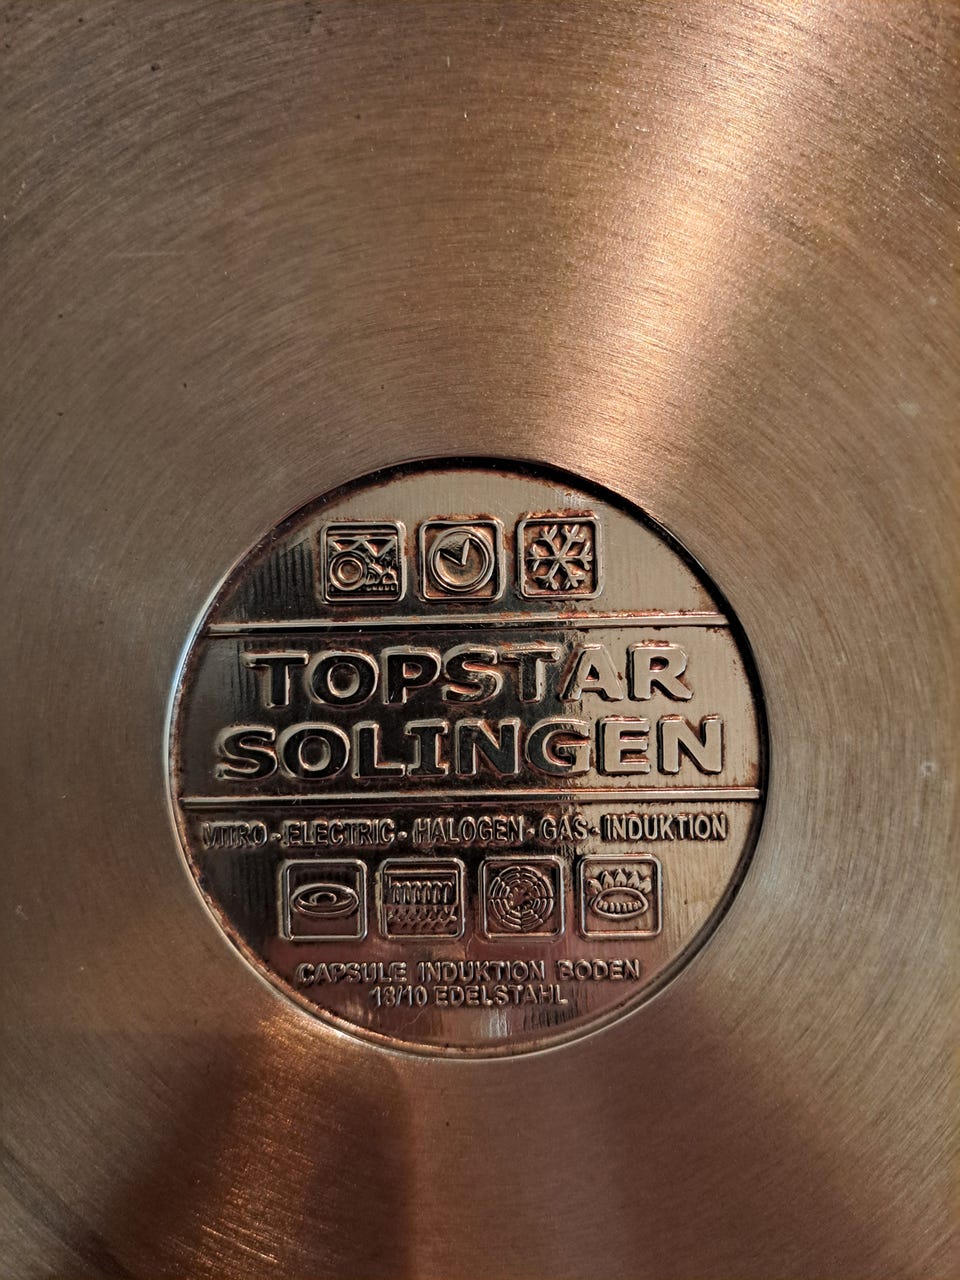 TOPSTAR
SOLINGEN
VITRO - ELECTRIC - HALOGEN - GAS - INDUKTION
CAPSULE INDUKTION BODEN
18/10 EDELSTAHL